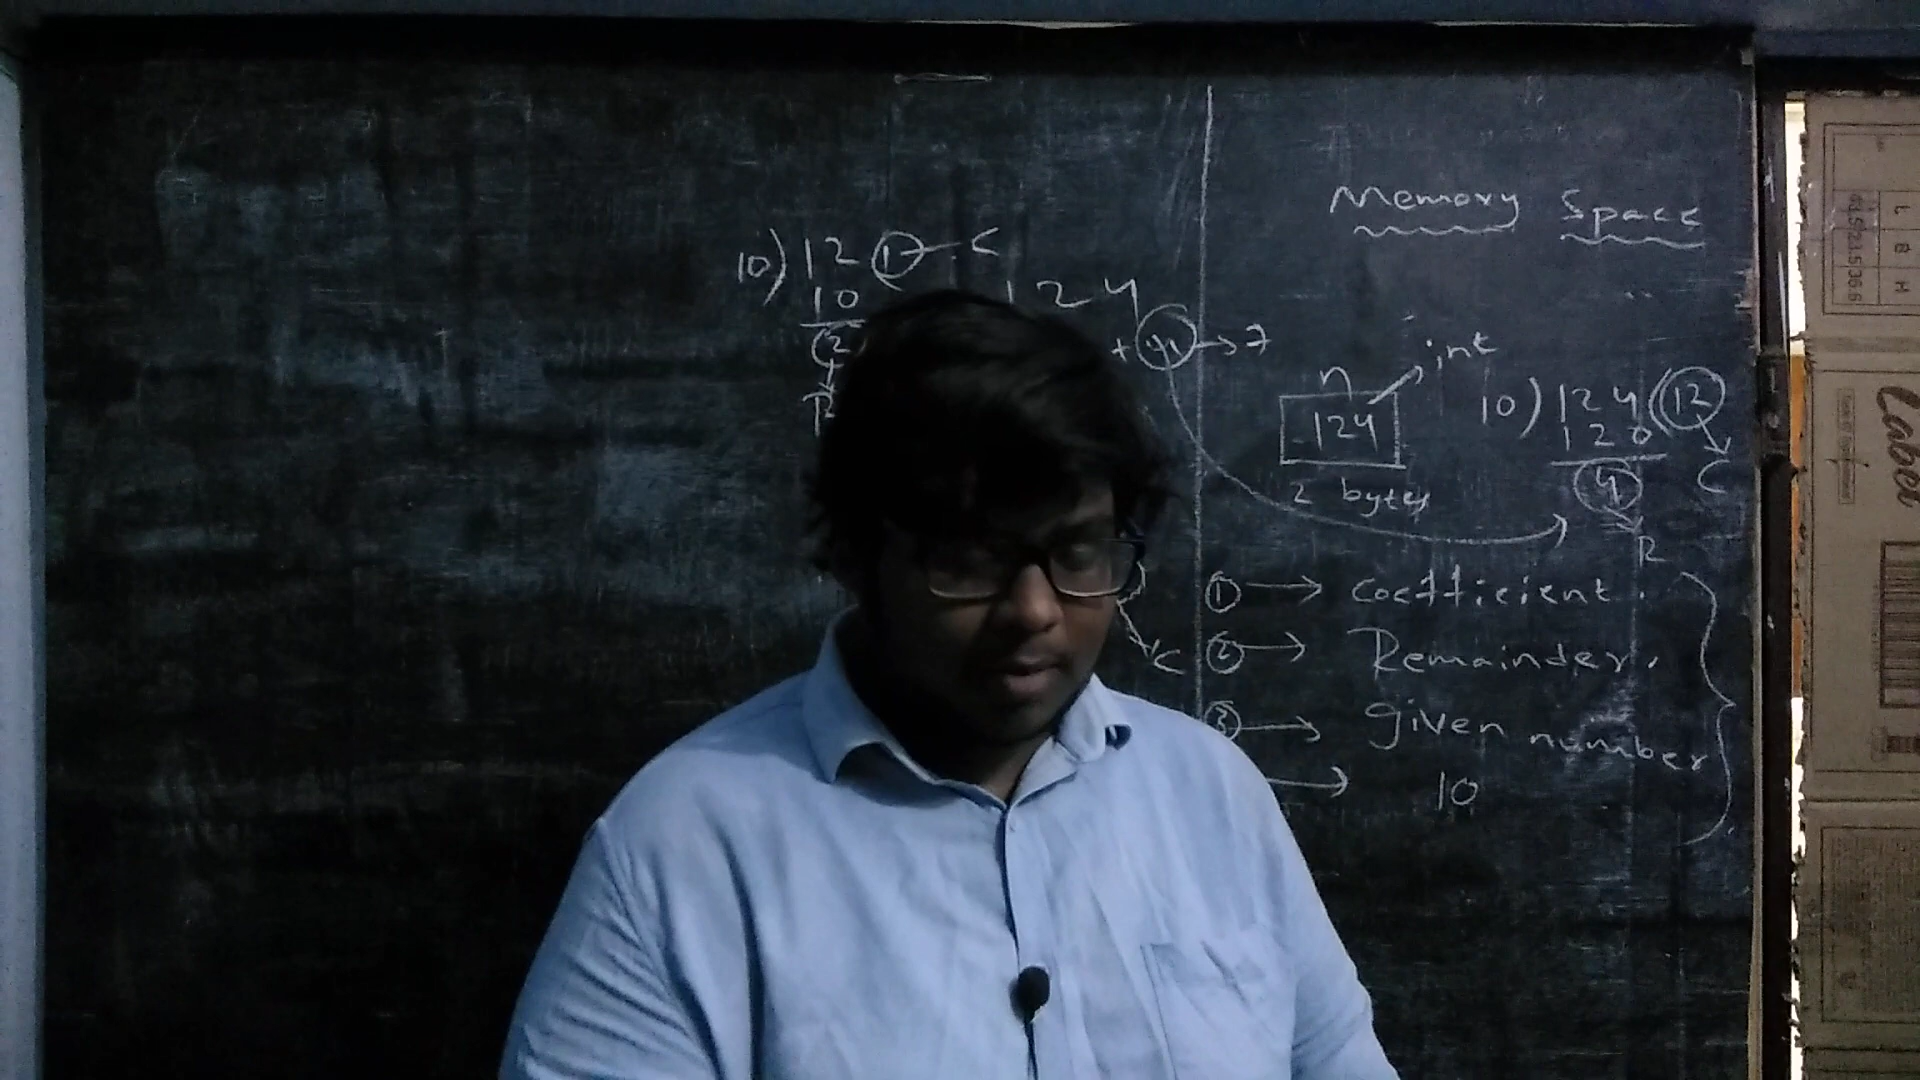 Memory Space
10) 12 (1 - C
10
2
124
+ → 7
n
int
124
2 bytes
10) 124 (12
120
4
C
R
C
① → Coefficient.
② → Remainder.
③ → given number
→ 10
Label
L B H